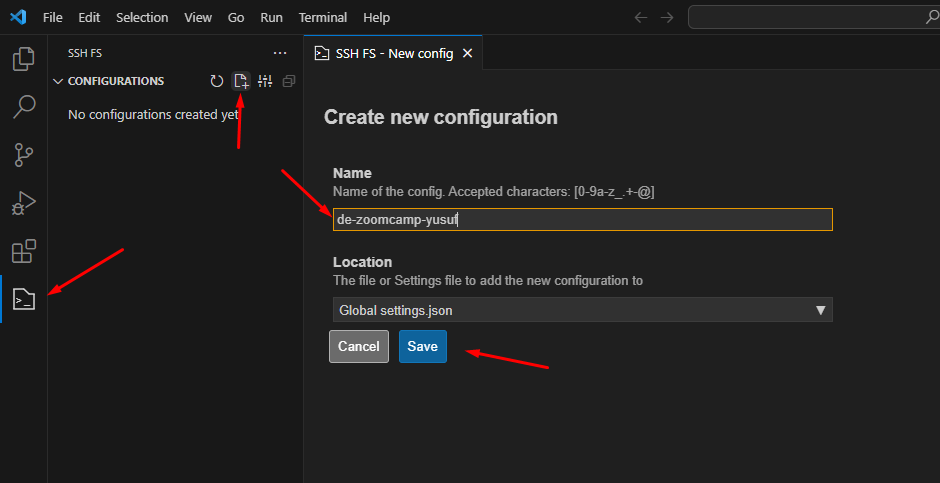 File Edit Selection View Go Run Terminal Help
SSH FS
SSH FS - New config
CONFIGURATIONS
No configurations created yet
Create new configuration
Name
Name of the config. Accepted characters: [0-9a-z_.+-@]
de-zoomcamp-yusuf
Location
The file or Settings file to add the new configuration to
Global settings.json
Cancel Save